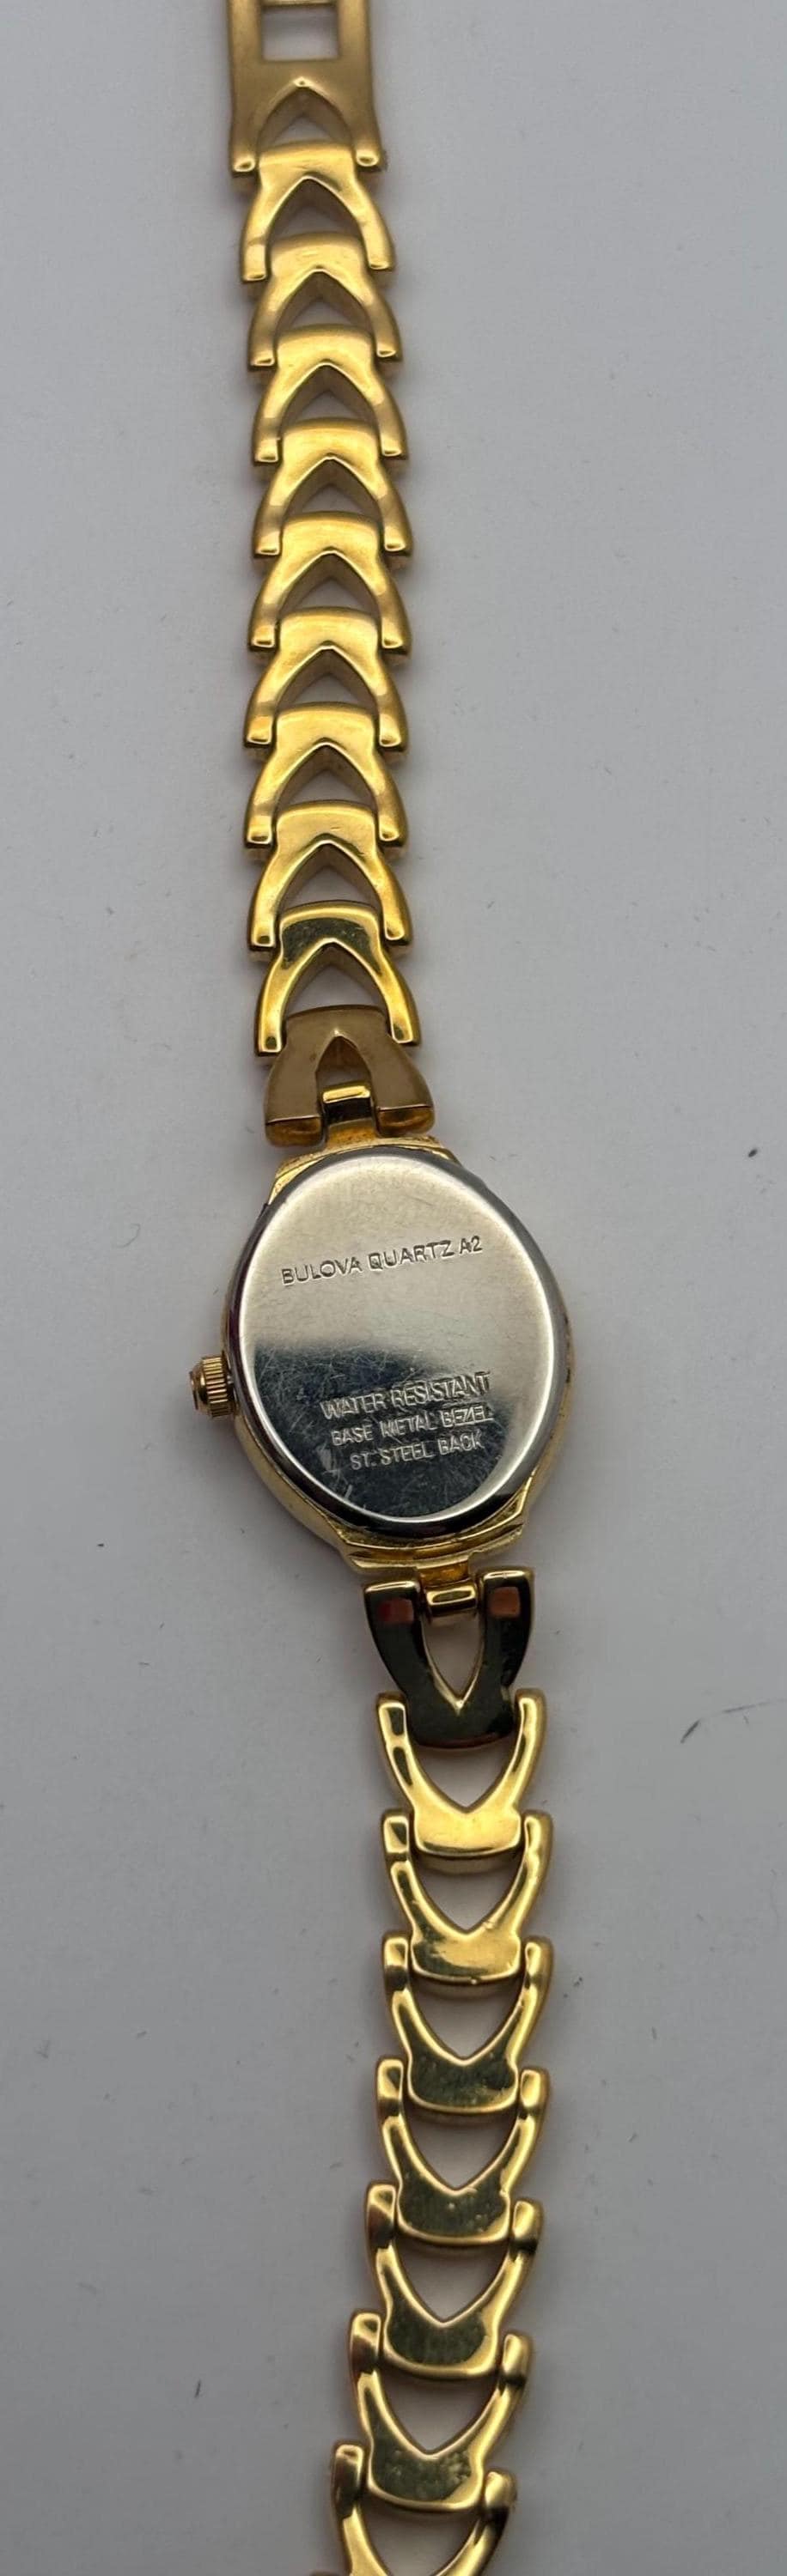 BULOVA QUARTZ A2
WATER RESISTANT
BASE METAL BEZEL
ST. STEEL BACK